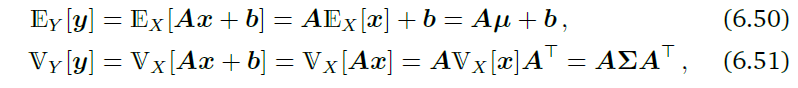 𝔼_Y[y] = 𝔼_X[Ax + b] = A𝔼_X[x] + b = Aμ + b , (6.50)
𝕍_Y[y] = 𝕍_X[Ax + b] = 𝕍_X[Ax] = A𝕍_X[x]A^⊤ = AΣA^⊤ , (6.51)